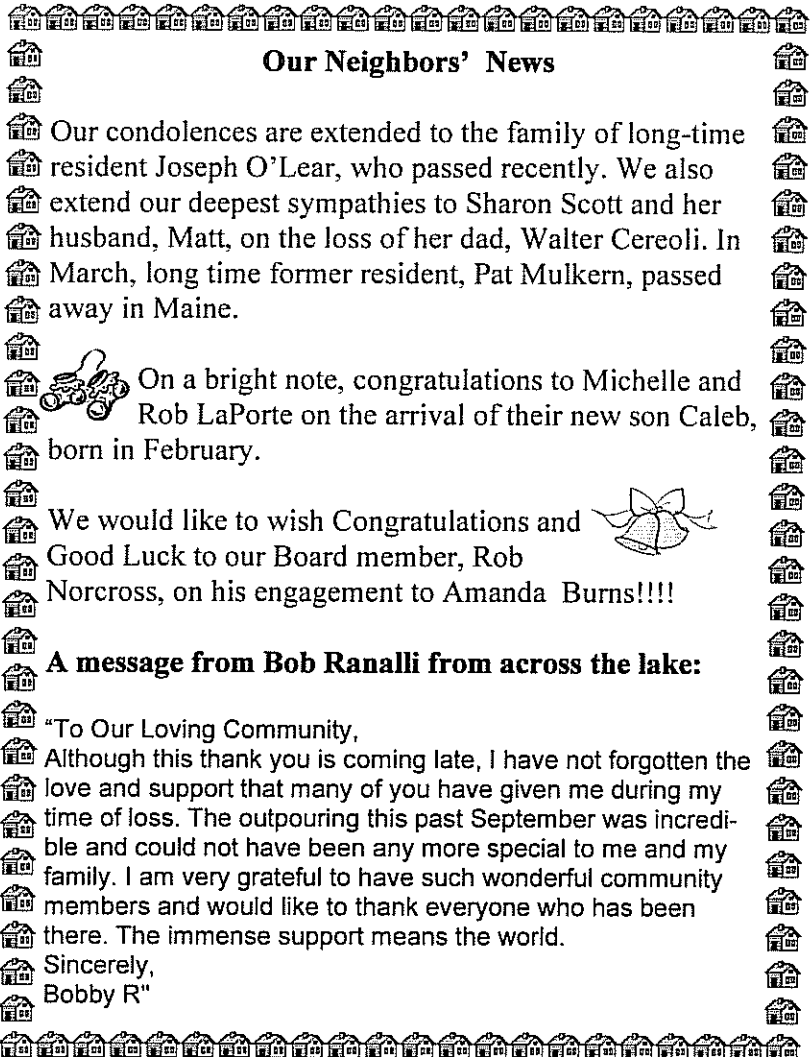 Our Neighbors' News
Our condolences are extended to the family of long-time
resident Joseph O'Lear, who passed recently. We also
extend our deepest sympathies to Sharon Scott and her
husband, Matt, on the loss of her dad, Walter Cereoli. In
March, long time former resident, Pat Mulkern, passed
away in Maine.
On a bright note, congratulations to Michelle and
Rob LaPorte on the arrival of their new son Caleb,
born in February.
We would like to wish Congratulations and
Good Luck to our Board member, Rob
Norcross, on his engagement to Amanda Burns!!!!
A message from Bob Ranalli from across the lake:
"To Our Loving Community,
Although this thank you is coming late, I have not forgotten the
love and support that many of you have given me during my
time of loss. The outpouring this past September was incredi-
ble and could not have been any more special to me and my
family. I am very grateful to have such wonderful community
members and would like to thank everyone who has been
there. The immense support means the world.
Sincerely,
Bobby R"